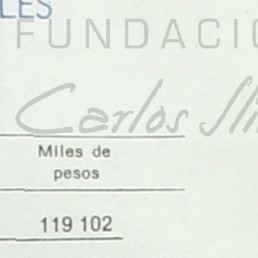 LES
FUNDACIO
Carlos Sli
Miles de
pesos
119 102